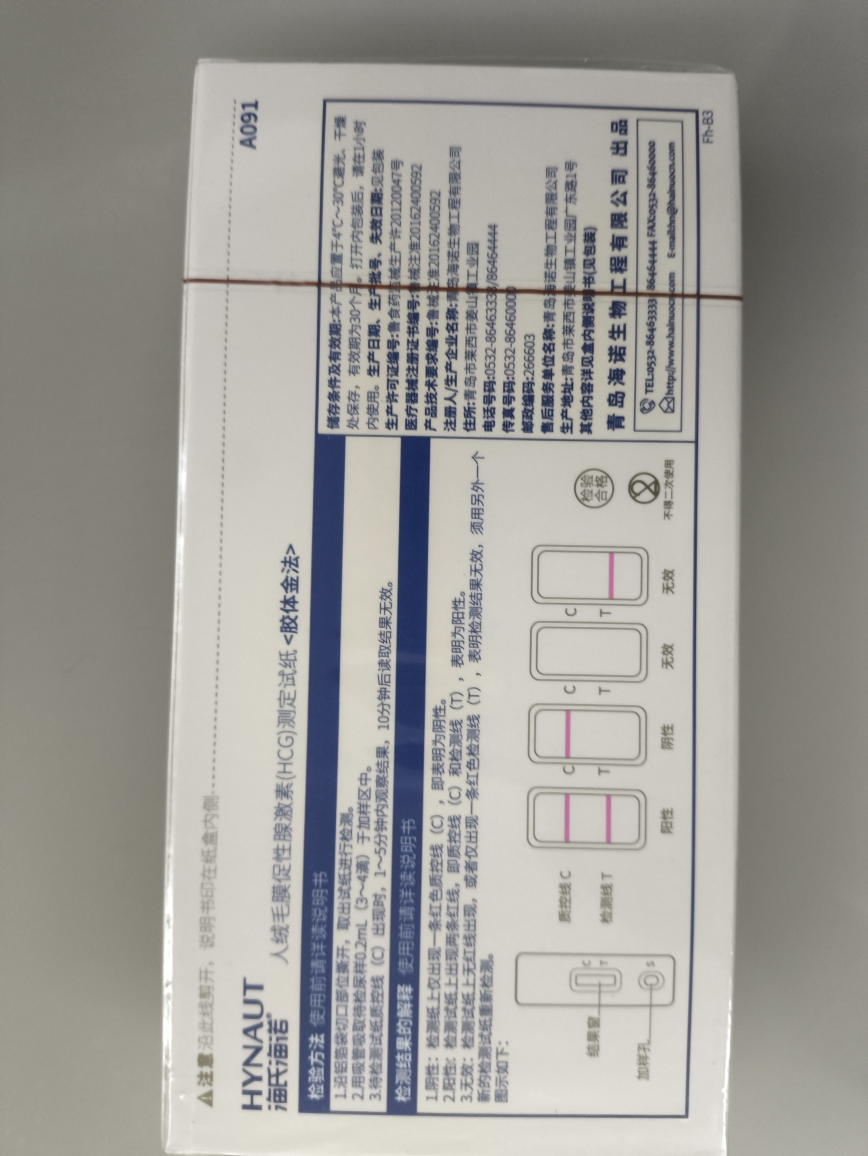 注意 沿此线剪开，说明书印在纸盒内侧
A091
HYNAUT
海氏海诺®
人绒毛膜促性腺激素(HCG)测定试纸<胶体金法>
检验方法 使用前请详读说明书
1.沿铝箔袋切口部位撕开，取出试纸进行检测。
2.用吸管吸取待检尿样0.2mL（3～4滴）于加样区中。
3.待检测试纸质控线（C）出现时，1～5分钟内观察结果，10分钟后读取结果无效。
检测结果的解释 使用前请详读说明书
1.阴性：检测纸上仅出现一条红色质控线（C），即表明为阴性。
2.阳性：检测试纸上出现两条红线，即质控线（C）和检测线（T），表明为阳性。
3.无效：检测试纸上无红线出现，或者仅出现一条红色检测线（T），表明检测结果无效，须用另外一个
新的检测试纸重新检测。
图示如下：
结果窗
加样孔
C
T
S
质控线 C
检测线 T
C
T
C
T
C
T
阳性
阴性
无效
无效
检验
合格
不得二次使用
储存条件及有效期:本产品应置于4℃～30℃避光、干燥
处保存，有效期为30个月。打开内包装后，请在1小时
内使用。生产日期、生产批号、失效日期:见包装
生产许可证编号:鲁食药监械生产许20120047号
医疗器械注册证书编号:鲁械注准20162400592
产品技术要求编号:鲁械注准20162400592
注册人/生产企业名称:青岛海诺生物工程有限公司
住所:青岛市莱西市姜山镇工业园
电话号码:0532-86463333/86464444
传真号码:0532-86460000
邮政编码:266603
售后服务单位名称:青岛海诺生物工程有限公司
生产地址:青岛市莱西市姜山镇工业园广东路1号
其他内容详见盒内侧说明书(见包装)
青岛海诺生物工程有限公司 出品
TEL:0532-86463333 86464444 FAX:0532-86460000
http://www.hainuocn.com E-mail:hn@hainuocn.com
Fh-B3